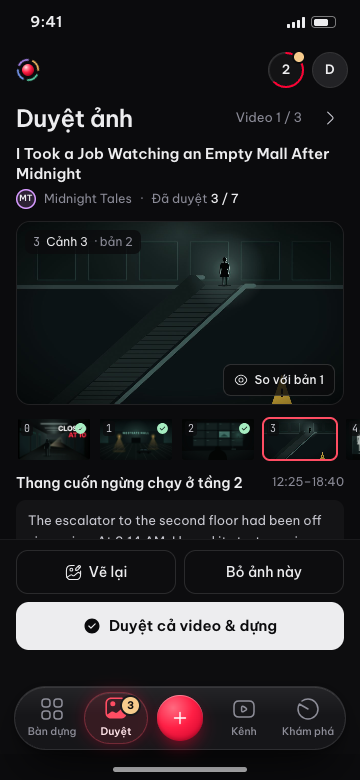 9:41
2
D
Duyệt ảnh
Video 1 / 3
I Took a Job Watching an Empty Mall After
Midnight
MT Midnight Tales · Đã duyệt 3 / 7
3 Cảnh 3 · bản 2
So với bản 1
0 1 2 3 4
Thang cuốn ngừng chạy ở tầng 2
12:25–18:40
The escalator to the second floor had been off
Vẽ lại
Bỏ ảnh này
Duyệt cả video & dựng
3
Bàn dựng
Duyệt
Kênh
Khám phá